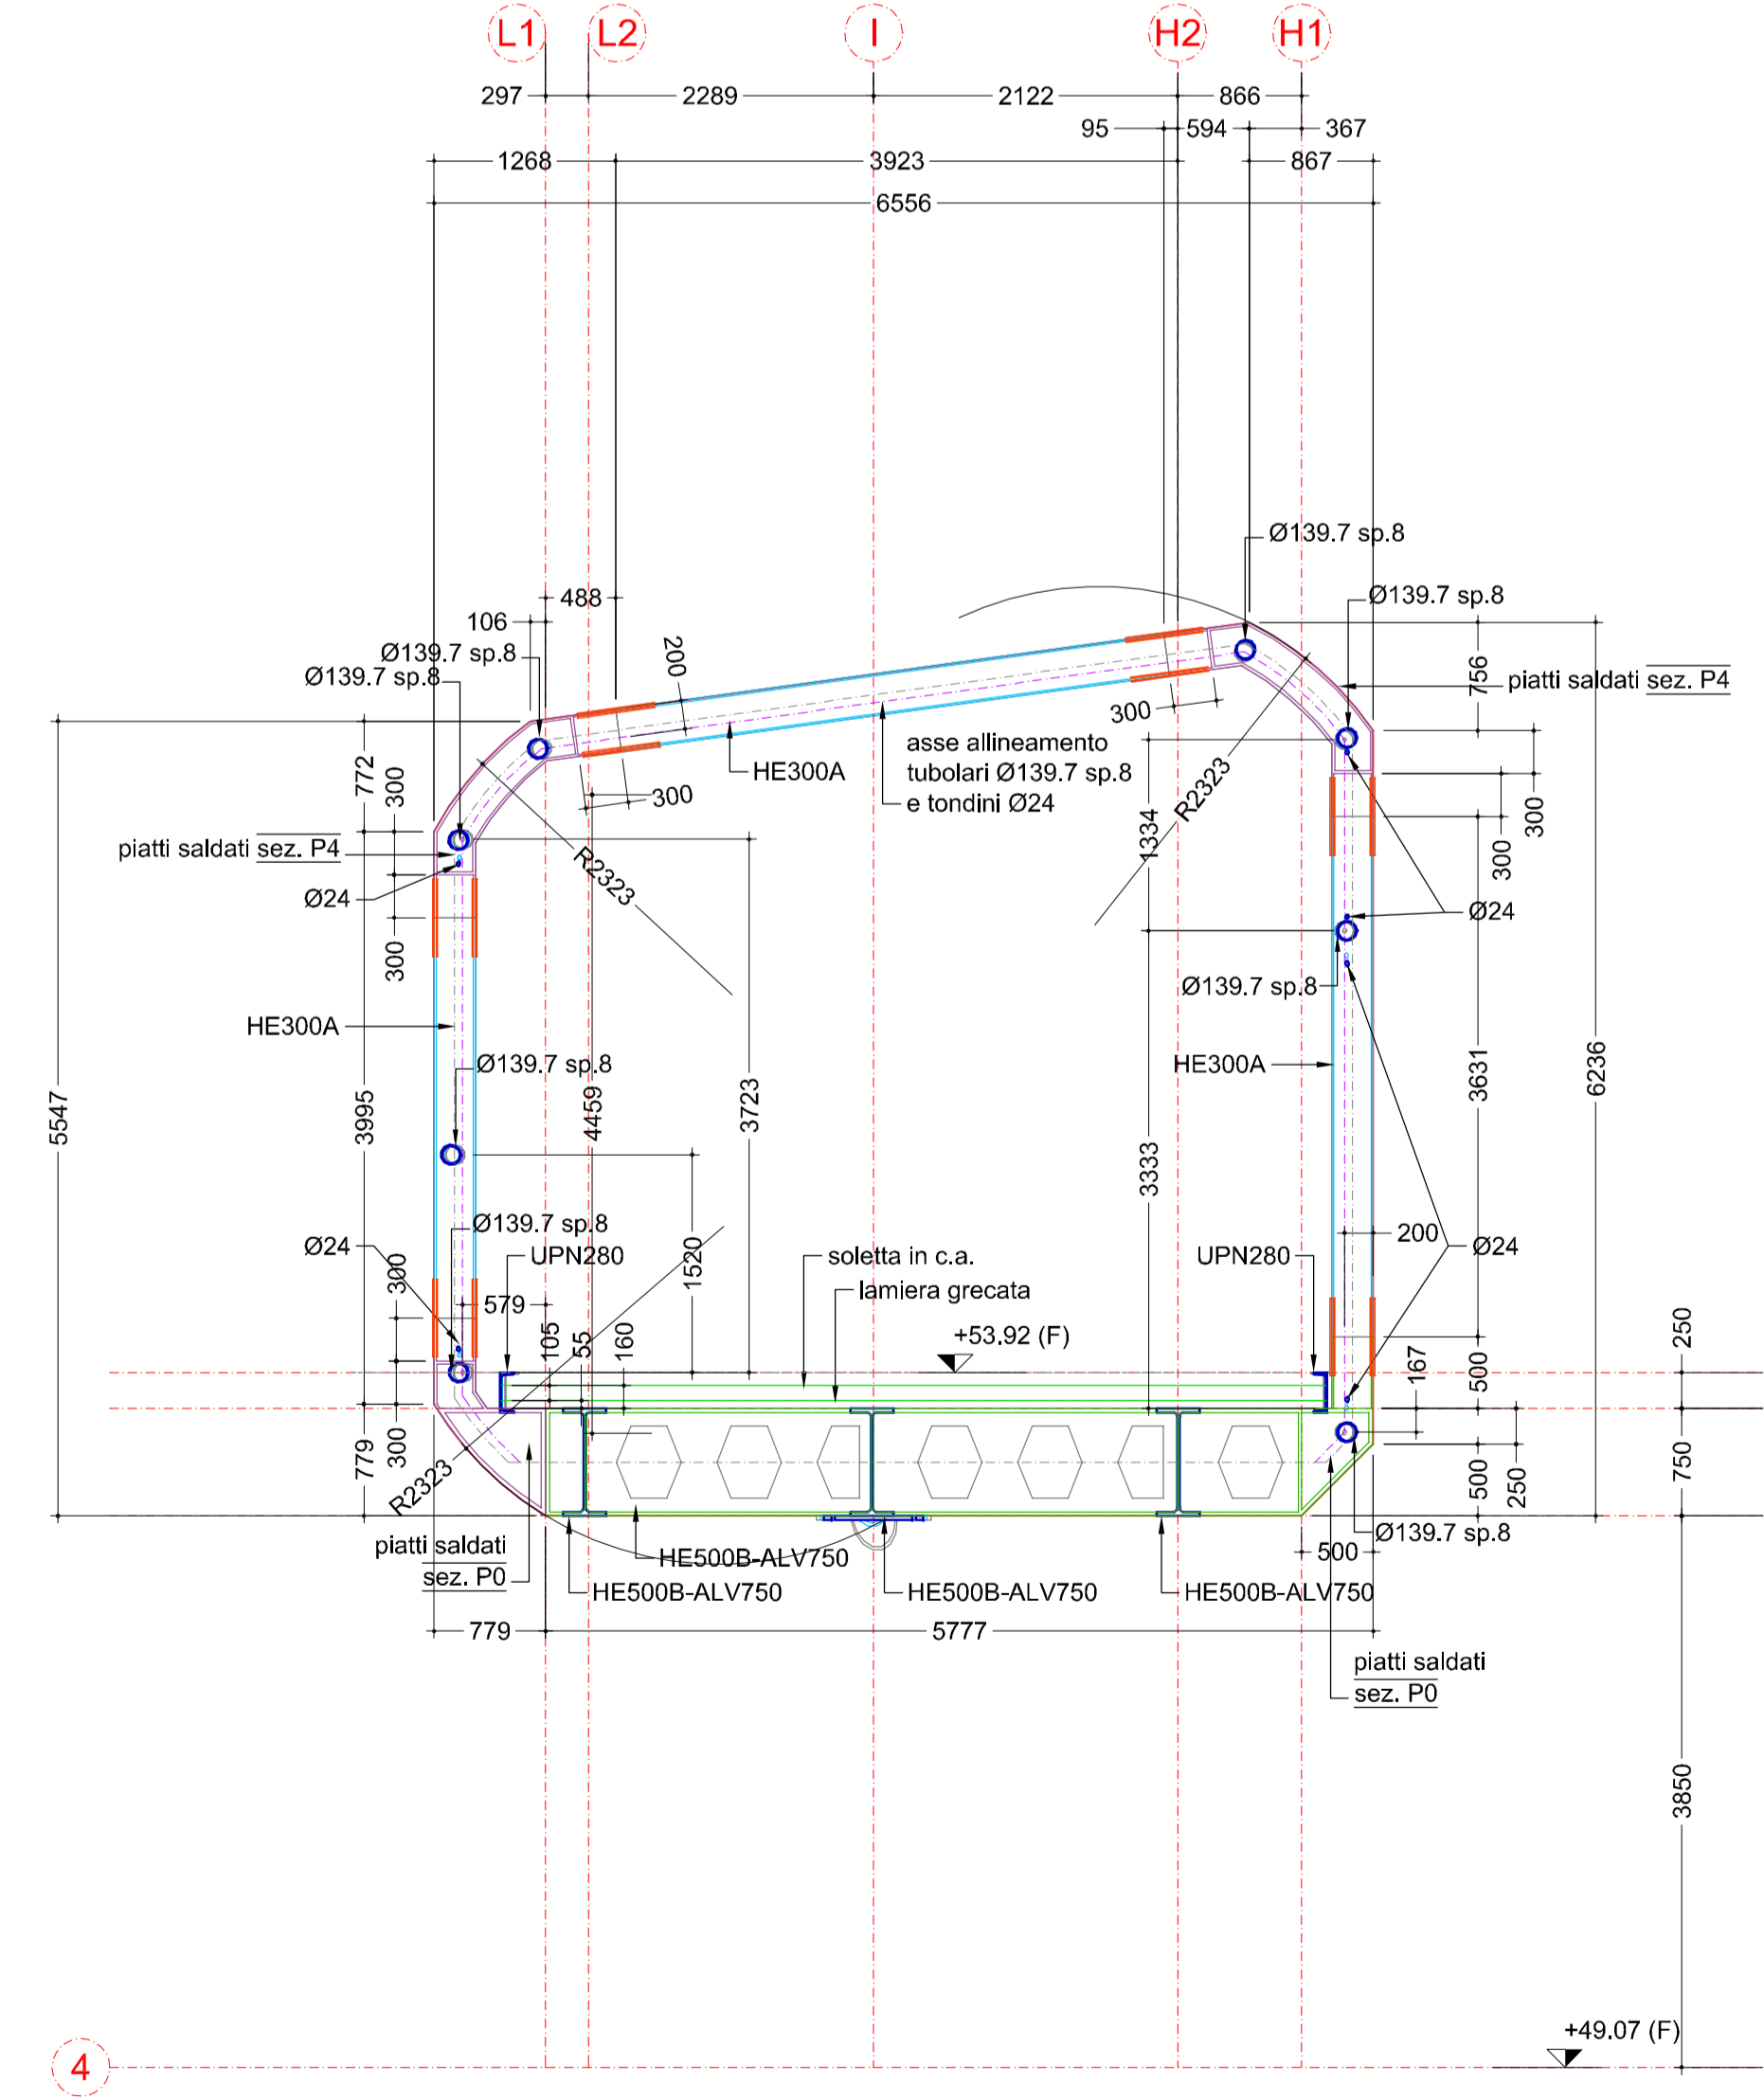 L1
L2
I
H2
H1
297
2289
2122
866
95
594
367
1268
3923
867
6556
Ø139.7 sp.8
488
Ø139.7 sp.8
106
Ø139.7 sp.8
200
Ø139.7 sp.8
756
piatti saldati sez. P4
300
asse allineamento
tubolari Ø139.7 sp.8
e tondini Ø24
HE300A
300
772
300
1334
R2323
300
300
piatti saldati sez. P4
R2323
Ø24
Ø24
300
Ø139.7 sp.8
HE300A
Ø139.7 sp.8
HE300A
3631
6236
5547
3995
4459
3723
3333
Ø139.7 sp.8
200
Ø24
UPN280
soletta in c.a.
UPN280
Ø24
300
1520
lamiera grecata
579
105
55
160
+53.92 (F)
250
167
500
779
300
R2323
500
250
750
piatti saldati
sez. P0
HE500B-ALV750
Ø139.7 sp.8
500
HE500B-ALV750
HE500B-ALV750
HE500B-ALV750
779
5777
piatti saldati
sez. P0
3850
+49.07 (F)
4